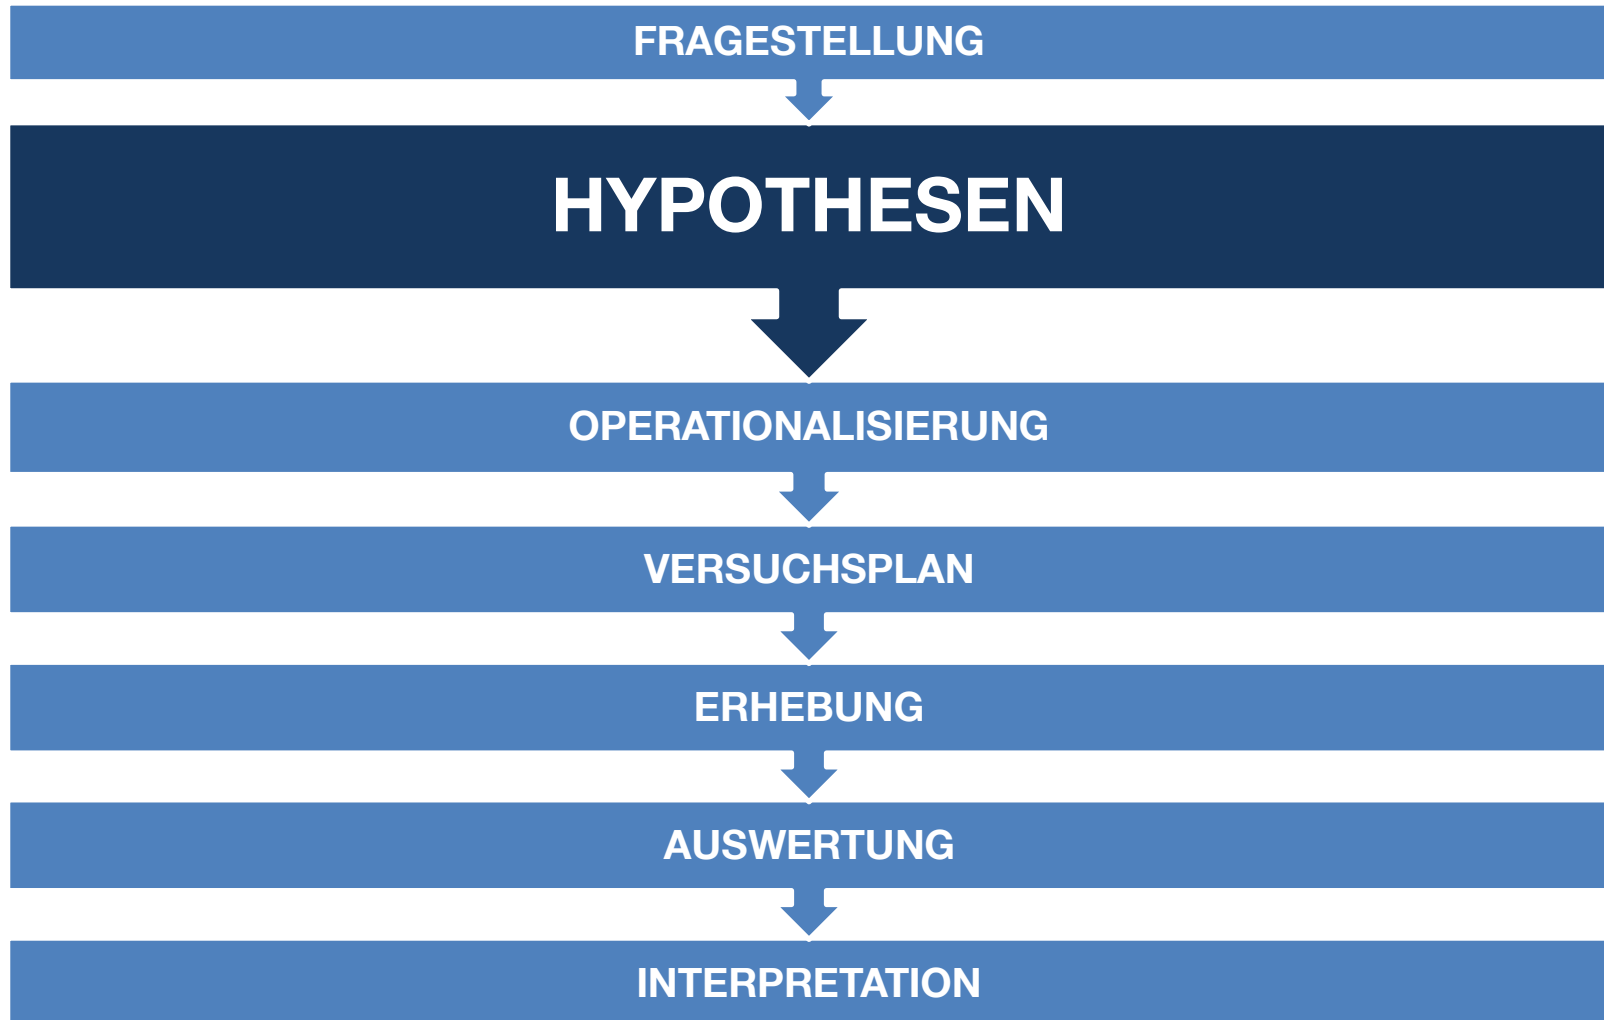 FRAGESTELLUNG
HYPOTHESEN
OPERATIONALISIERUNG
VERSUCHSPLAN
ERHEBUNG
AUSWERTUNG
INTERPRETATION